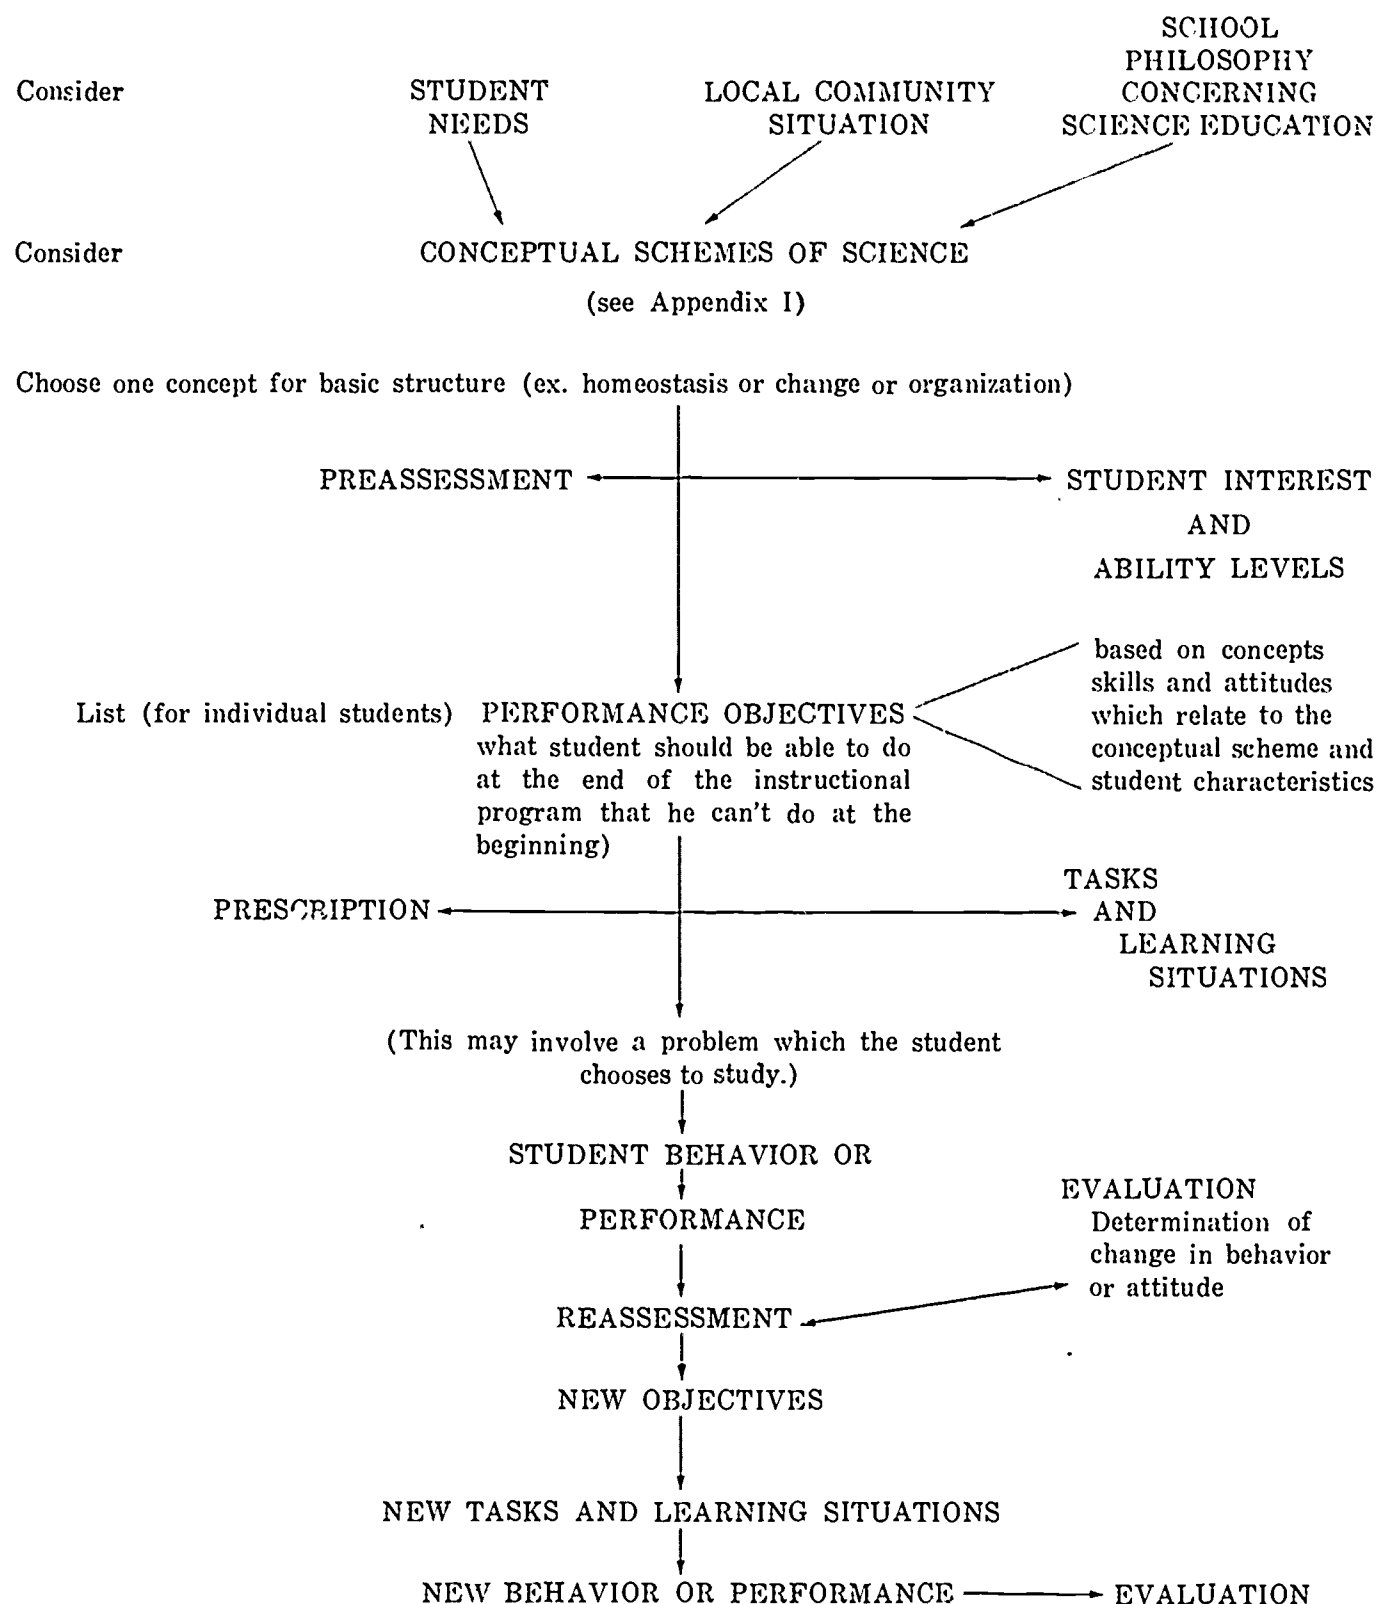 SCHOOL
PHILOSOPHY
Consider
STUDENT
LOCAL COMMUNITY
CONCERNING
NEEDS
SITUATION
SCIENCE EDUCATION
Consider
CONCEPTUAL SCHEMES OF SCIENCE
(see Appendix I)
Choose one concept for basic structure (ex. homeostasis or change or organization)
PREASSESSMENT
STUDENT INTEREST
AND
ABILITY LEVELS
based on concepts
skills and attitudes
which relate to the
conceptual scheme and
student characteristics
List (for individual students)
PERFORMANCE OBJECTIVES
what student should be able to do
at the end of the instructional
program that he can't do at the
beginning)
PRESCRIPTION
TASKS
AND
LEARNING
SITUATIONS
(This may involve a problem which the student
chooses to study.)
STUDENT BEHAVIOR OR
PERFORMANCE
EVALUATION
Determination of
change in behavior
or attitude
REASSESSMENT
NEW OBJECTIVES
NEW TASKS AND LEARNING SITUATIONS
NEW BEHAVIOR OR PERFORMANCE
EVALUATION